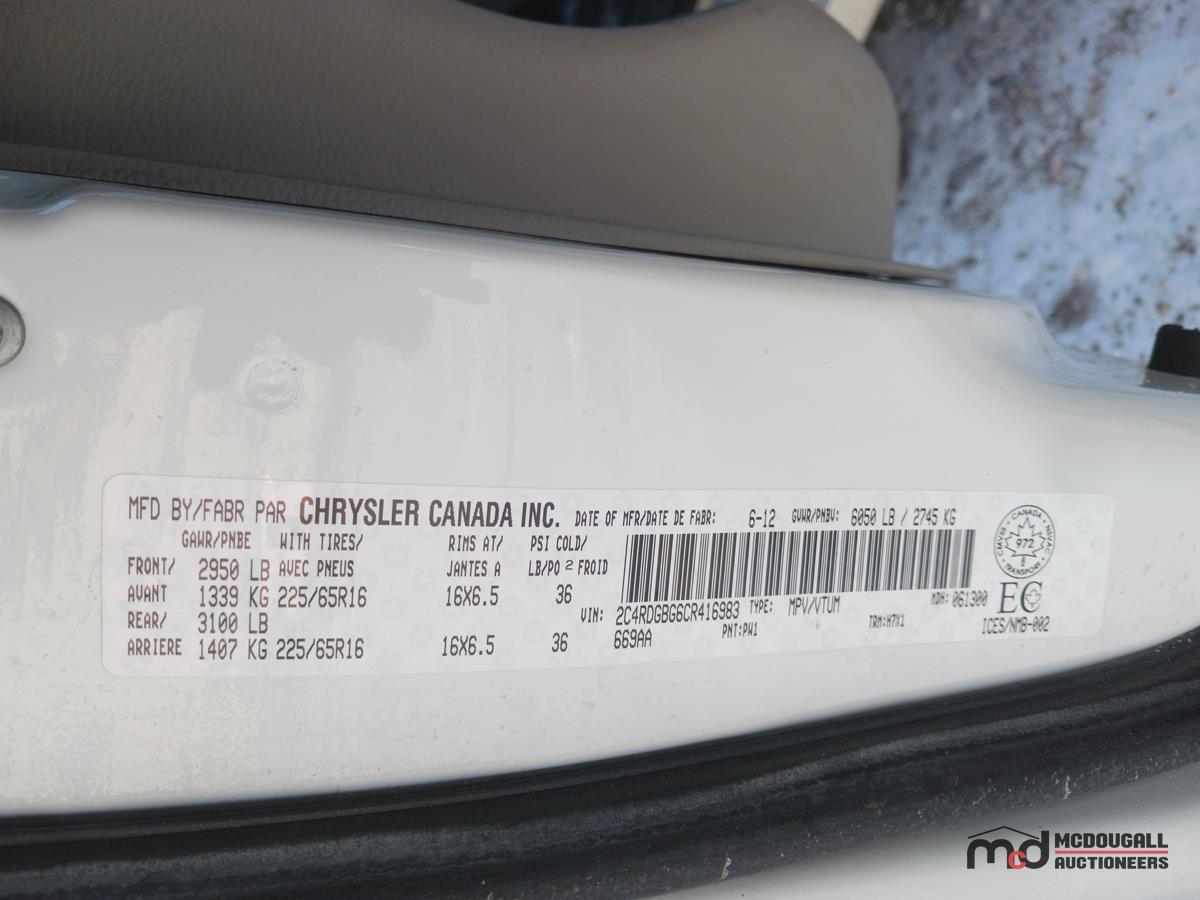 MFD BY/FABR PAR CHRYSLER CANADA INC. DATE OF MFR/DATE DE FABR: 6-12 GVWR/PNBV: 6050 LB / 2745 KG
GAWR/PNBE WITH TIRES/ RIMS AT/ PSI COLD/
FRONT/ 2950 LB AVEC PNEUS JANTES A LB/PO² FROID
AVANT 1339 KG 225/65R16 16X6.5 36
REAR/ 3100 LB
ARRIERE 1407 KG 225/65R16 16X6.5 36
VIN: 2C4RDGBG6CR416983 TYPE: MPV/VTUM MDH: 061300
669AA PNT:PW1 TRM:H7X1
CMVSS CANADA NSVAC
972
TRANSPORT
EC
ICES/NMB-002
mcd MCDOUGALL
AUCTIONEERS